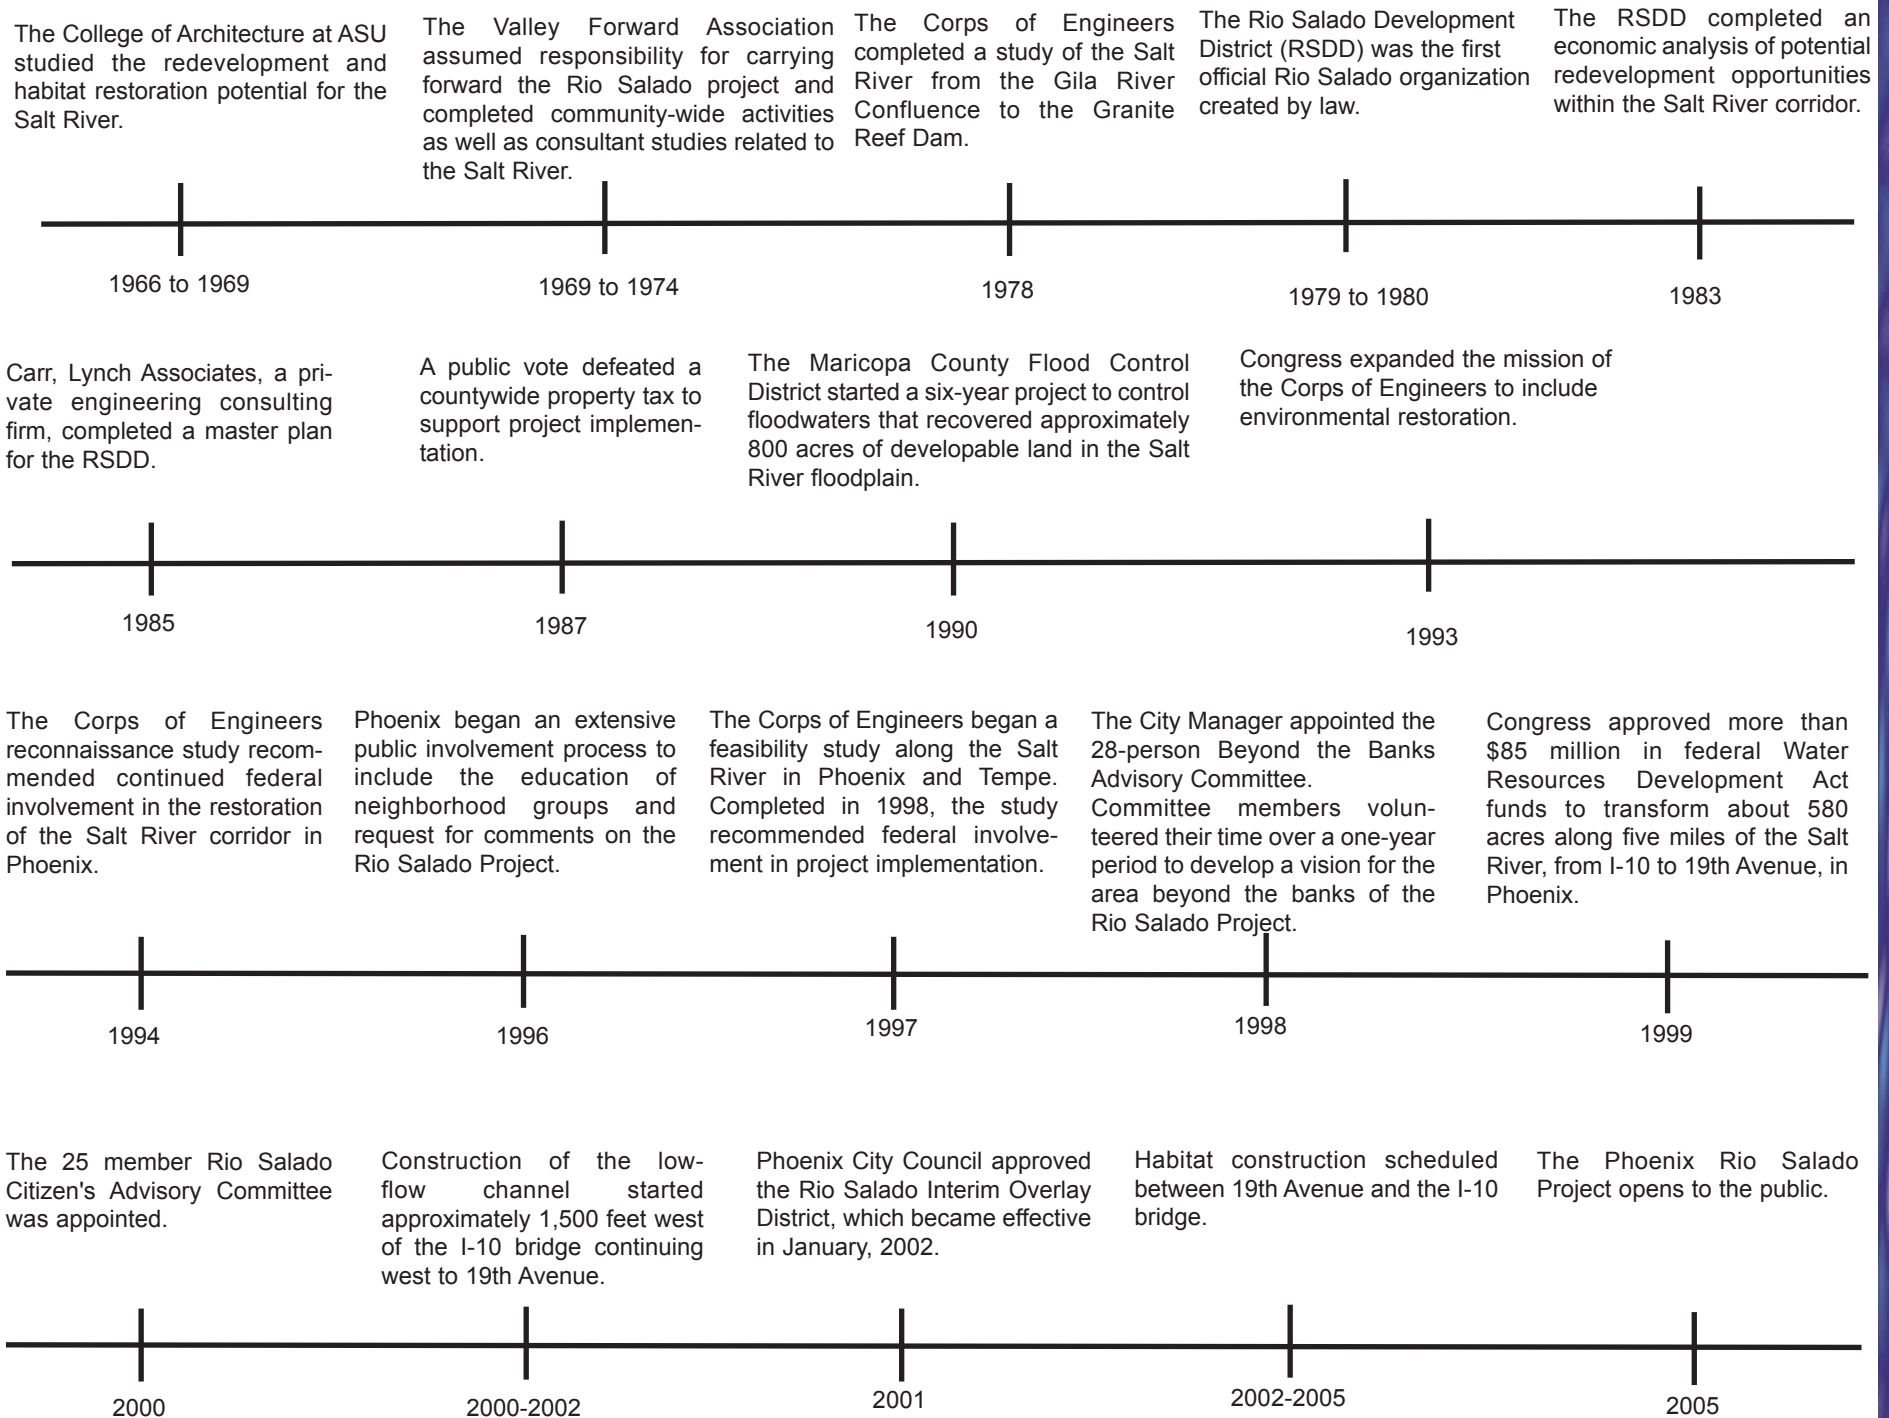 The College of Architecture at ASU
studied the redevelopment and
habitat restoration potential for the
Salt River.
The Valley Forward Association
assumed responsibility for carrying
forward the Rio Salado project and
completed community-wide activities
as well as consultant studies related to
the Salt River.
The Corps of Engineers
completed a study of the Salt
River from the Gila River
Confluence to the Granite
Reef Dam.
The Rio Salado Development
District (RSDD) was the first
official Rio Salado organization
created by law.
The RSDD completed an
economic analysis of potential
redevelopment opportunities
within the Salt River corridor.
1966 to 1969
1969 to 1974
1978
1979 to 1980
1983
Carr, Lynch Associates, a pri-
vate engineering consulting
firm, completed a master plan
for the RSDD.
A public vote defeated a
countywide property tax to
support project implemen-
tation.
The Maricopa County Flood Control
District started a six-year project to control
floodwaters that recovered approximately
800 acres of developable land in the Salt
River floodplain.
Congress expanded the mission of
the Corps of Engineers to include
environmental restoration.
1985
1987
1990
1993
The Corps of Engineers
reconnaissance study recom-
mended continued federal
involvement in the restoration
of the Salt River corridor in
Phoenix.
Phoenix began an extensive
public involvement process to
include the education of
neighborhood groups and
request for comments on the
Rio Salado Project.
The Corps of Engineers began a
feasibility study along the Salt
River in Phoenix and Tempe.
Completed in 1998, the study
recommended federal involve-
ment in project implementation.
The City Manager appointed the
28-person Beyond the Banks
Advisory Committee.
Committee members volun-
teered their time over a one-year
period to develop a vision for the
area beyond the banks of the
Rio Salado Project.
Congress approved more than
$85 million in federal Water
Resources Development Act
funds to transform about 580
acres along five miles of the Salt
River, from I-10 to 19th Avenue, in
Phoenix.
1994
1996
1997
1998
1999
The 25 member Rio Salado
Citizen's Advisory Committee
was appointed.
Construction of the low-
flow channel started
approximately 1,500 feet west
of the I-10 bridge continuing
west to 19th Avenue.
Phoenix City Council approved
the Rio Salado Interim Overlay
District, which became effective
in January, 2002.
Habitat construction scheduled
between 19th Avenue and the I-10
bridge.
The Phoenix Rio Salado
Project opens to the public.
2000
2000-2002
2001
2002-2005
2005